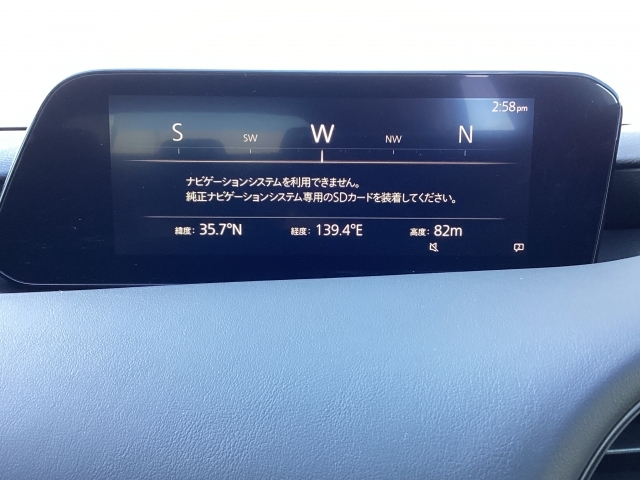 2:58pm
S SW W NW N
ナビゲーションシステムを利用できません。
純正ナビゲーションシステム専用のSDカードを装着してください。
緯度: 35.7°N 経度: 139.4°E 高度: 82m